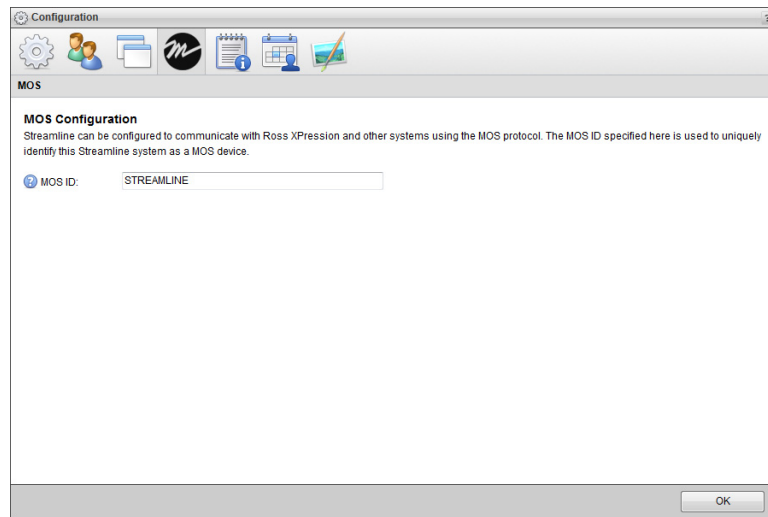 Configuration
MOS
MOS Configuration
Streamline can be configured to communicate with Ross XPression and other systems using the MOS protocol. The MOS ID specified here is used to uniquely
identify this Streamline system as a MOS device.
? MOS ID: STREAMLINE
OK